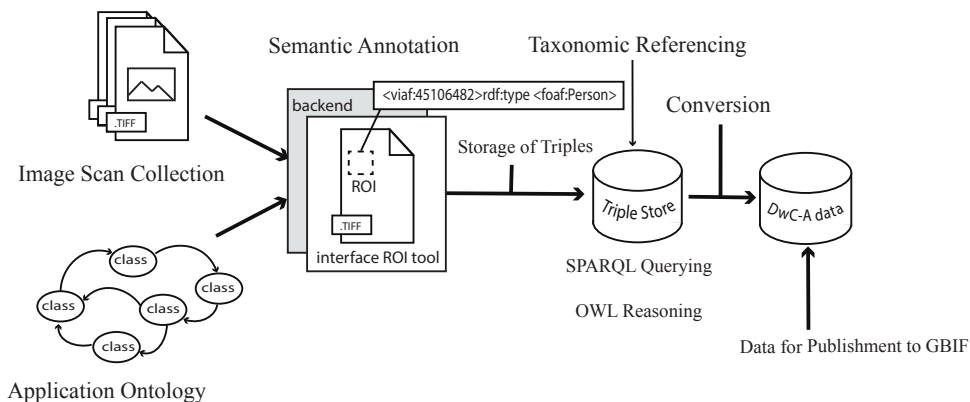 .TIFF
Image Scan Collection
class
class
class
class
class
Application Ontology
Semantic Annotation
backend
<viaf:45106482>rdf:type <foaf:Person>
ROI
.TIFF
interface ROI tool
Storage of Triples
Taxonomic Referencing
Triple Store
SPARQL Querying
OWL Reasoning
Conversion
DwC-A data
Data for Publishment to GBIF